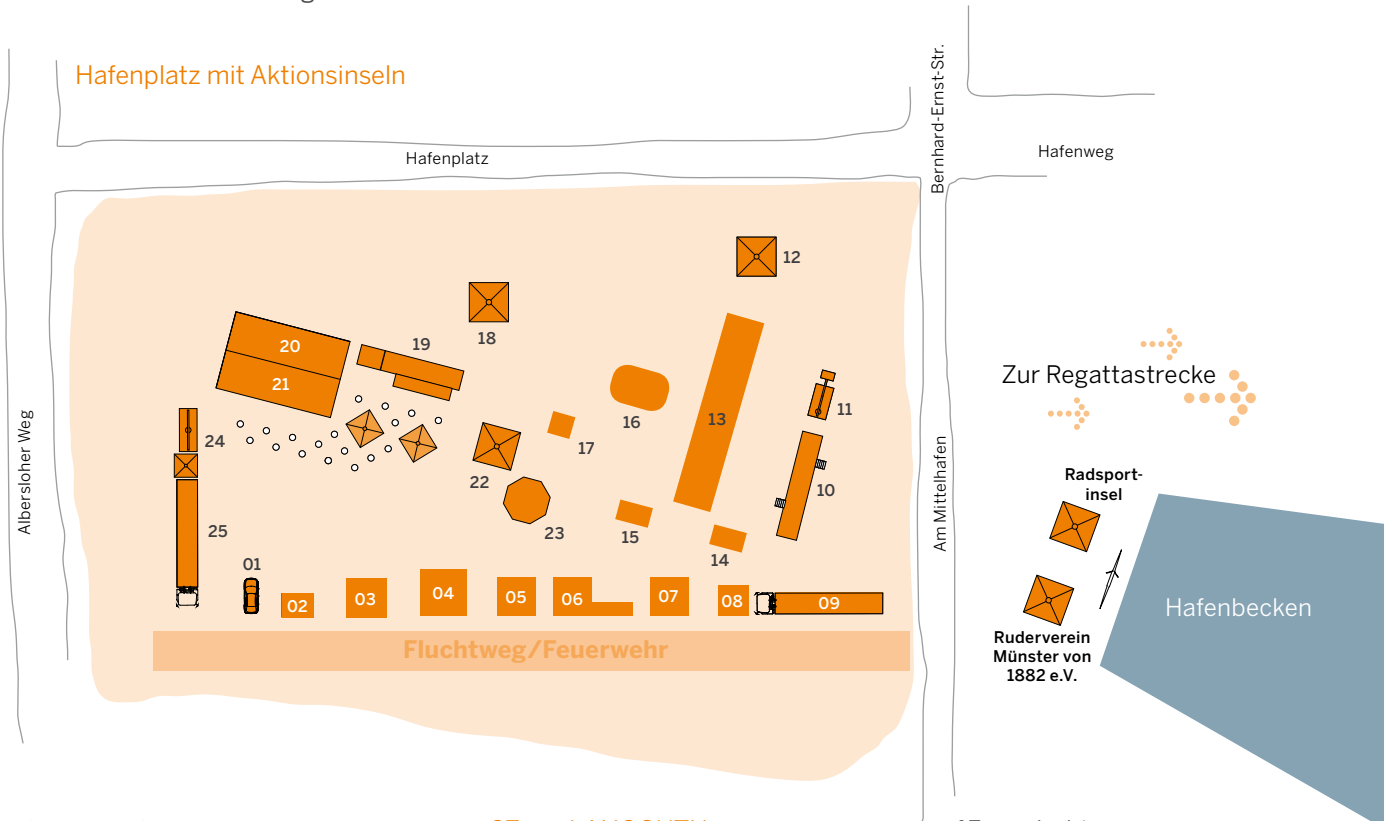 Hafenplatz mit Aktionsinseln
Bernhard-Ernst-Str.
Hafenplatz
Hafenweg
12
18
19
20
21
16
13
11
17
Zur Regattastrecke
24
22
10
Radsport-
insel
25
23
15
14
Albersloher Weg
Am Mittelhafen
01
02
03
04
05
06
07
08
09
Hafenbecken
Fluchtweg/Feuerwehr
Ruderverein
Münster von
1882 e.V.